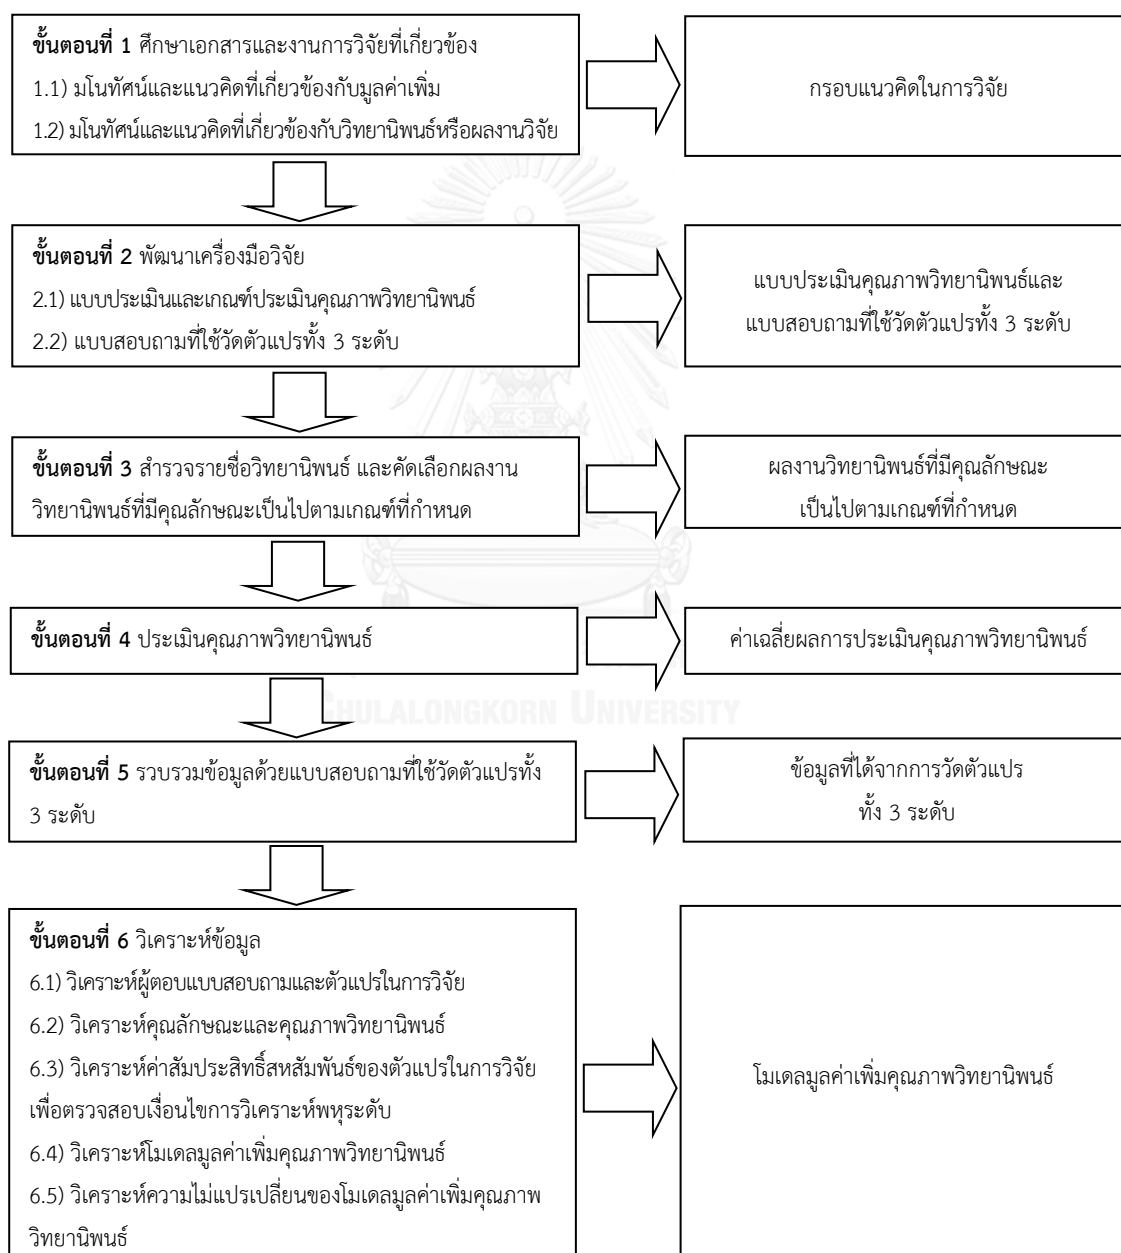 ขั้นตอนที่ 1 ศึกษาเอกสารและงานการวิจัยที่เกี่ยวข้อง
1.1) มโนทัศน์และแนวคิดที่เกี่ยวข้องกับมูลค่าเพิ่ม
1.2) มโนทัศน์และแนวคิดที่เกี่ยวข้องกับวิทยานิพนธ์หรือผลงานวิจัย
กรอบแนวคิดในการวิจัย
ขั้นตอนที่ 2 พัฒนาเครื่องมือวิจัย
2.1) แบบประเมินและเกณฑ์ประเมินคุณภาพวิทยานิพนธ์
2.2) แบบสอบถามที่ใช้วัดตัวแปรทั้ง 3 ระดับ
แบบประเมินคุณภาพวิทยานิพนธ์และ
แบบสอบถามที่ใช้วัดตัวแปรทั้ง 3 ระดับ
ขั้นตอนที่ 3 สำรวจรายชื่อวิทยานิพนธ์ และคัดเลือกผลงาน
วิทยานิพนธ์ที่มีคุณลักษณะเป็นไปตามเกณฑ์ที่กำหนด
ผลงานวิทยานิพนธ์ที่มีคุณลักษณะ
เป็นไปตามเกณฑ์ที่กำหนด
ขั้นตอนที่ 4 ประเมินคุณภาพวิทยานิพนธ์
ค่าเฉลี่ยผลการประเมินคุณภาพวิทยานิพนธ์
CHULALONGKORN UNIVERSITY
ขั้นตอนที่ 5 รวบรวมข้อมูลด้วยแบบสอบถามที่ใช้วัดตัวแปรทั้ง
3 ระดับ
ข้อมูลที่ได้จากการวัดตัวแปร
ทั้ง 3 ระดับ
ขั้นตอนที่ 6 วิเคราะห์ข้อมูล
6.1) วิเคราะห์ผู้ตอบแบบสอบถามและตัวแปรในการวิจัย
6.2) วิเคราะห์คุณลักษณะและคุณภาพวิทยานิพนธ์
6.3) วิเคราะห์ค่าสัมประสิทธิ์สหสัมพันธ์ของตัวแปรในการวิจัย
เพื่อตรวจสอบเงื่อนไขการวิเคราะห์พหุระดับ
6.4) วิเคราะห์โมเดลมูลค่าเพิ่มคุณภาพวิทยานิพนธ์
6.5) วิเคราะห์ความไม่แปรเปลี่ยนของโมเดลมูลค่าเพิ่มคุณภาพ
วิทยานิพนธ์
โมเดลมูลค่าเพิ่มคุณภาพวิทยานิพนธ์